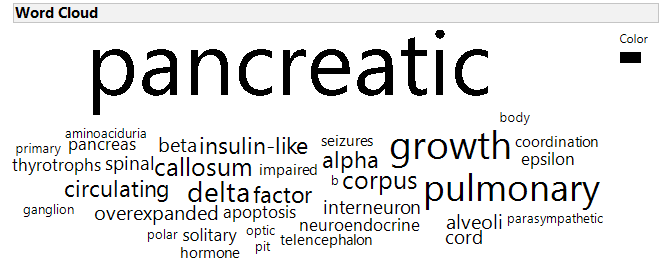 Word Cloud
Color
pancreatic
body
aminoaciduria
primary pancreas beta insulin-like seizures growth coordination
thyrotrophs spinal callosum impaired alpha epsilon
circulating delta factor b corpus pulmonary
ganglion overexpanded apoptosis interneuron alveoli parasympathetic
polar solitary optic neuroendocrine cord
hormone pit telencephalon